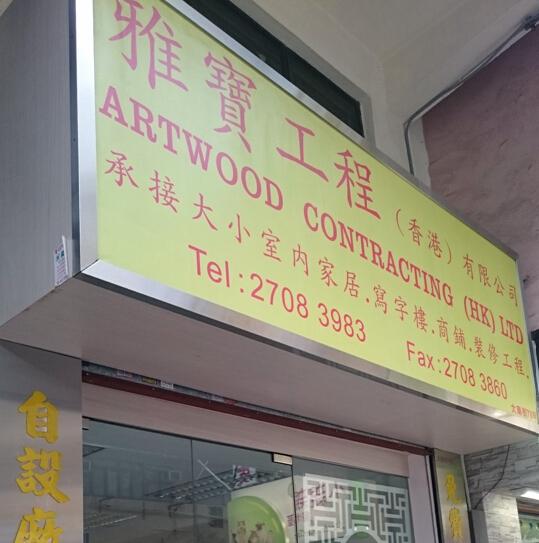 雅寶工程(香港)有限公司
ARTWOOD CONTRACTING (HK) LTD
承接大小室內家居.寫字樓.商鋪.裝修工程.
Tel:2708 3983 Fax:2708 3860
自設廠